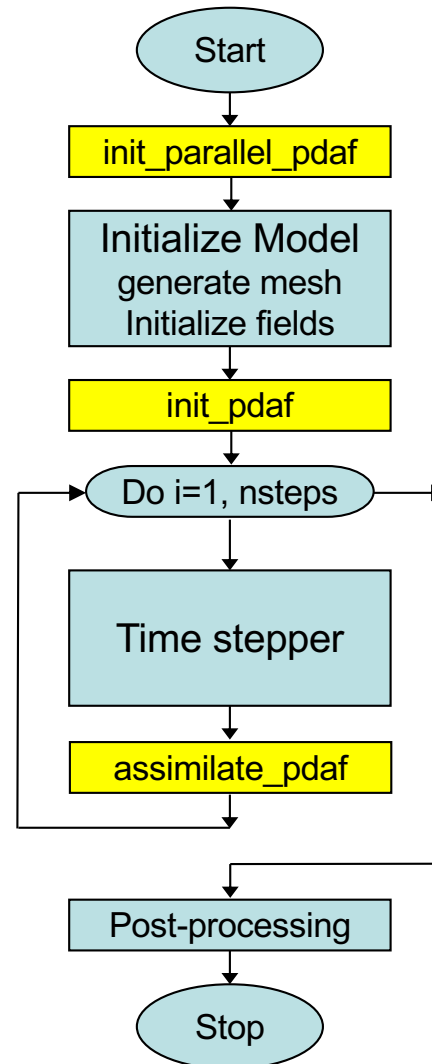 Start
init_parallel_pdaf
Initialize Model
generate mesh
Initialize fields
init_pdaf
Do i=1, nsteps
Time stepper
assimilate_pdaf
Post-processing
Stop